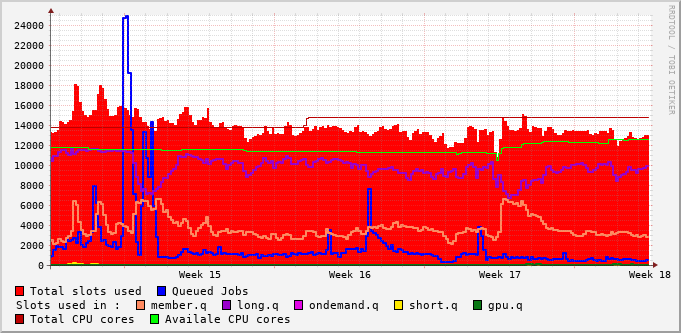 24000
22000
20000
18000
16000
14000
12000
10000
8000
6000
4000
2000
0
Week 15 Week 16 Week 17 Week 18
Total slots used Queued Jobs
Slots used in : member.q long.q ondemand.q short.q gpu.q
Total CPU cores Availale CPU cores
RRDTOOL / TOBI OETIKER